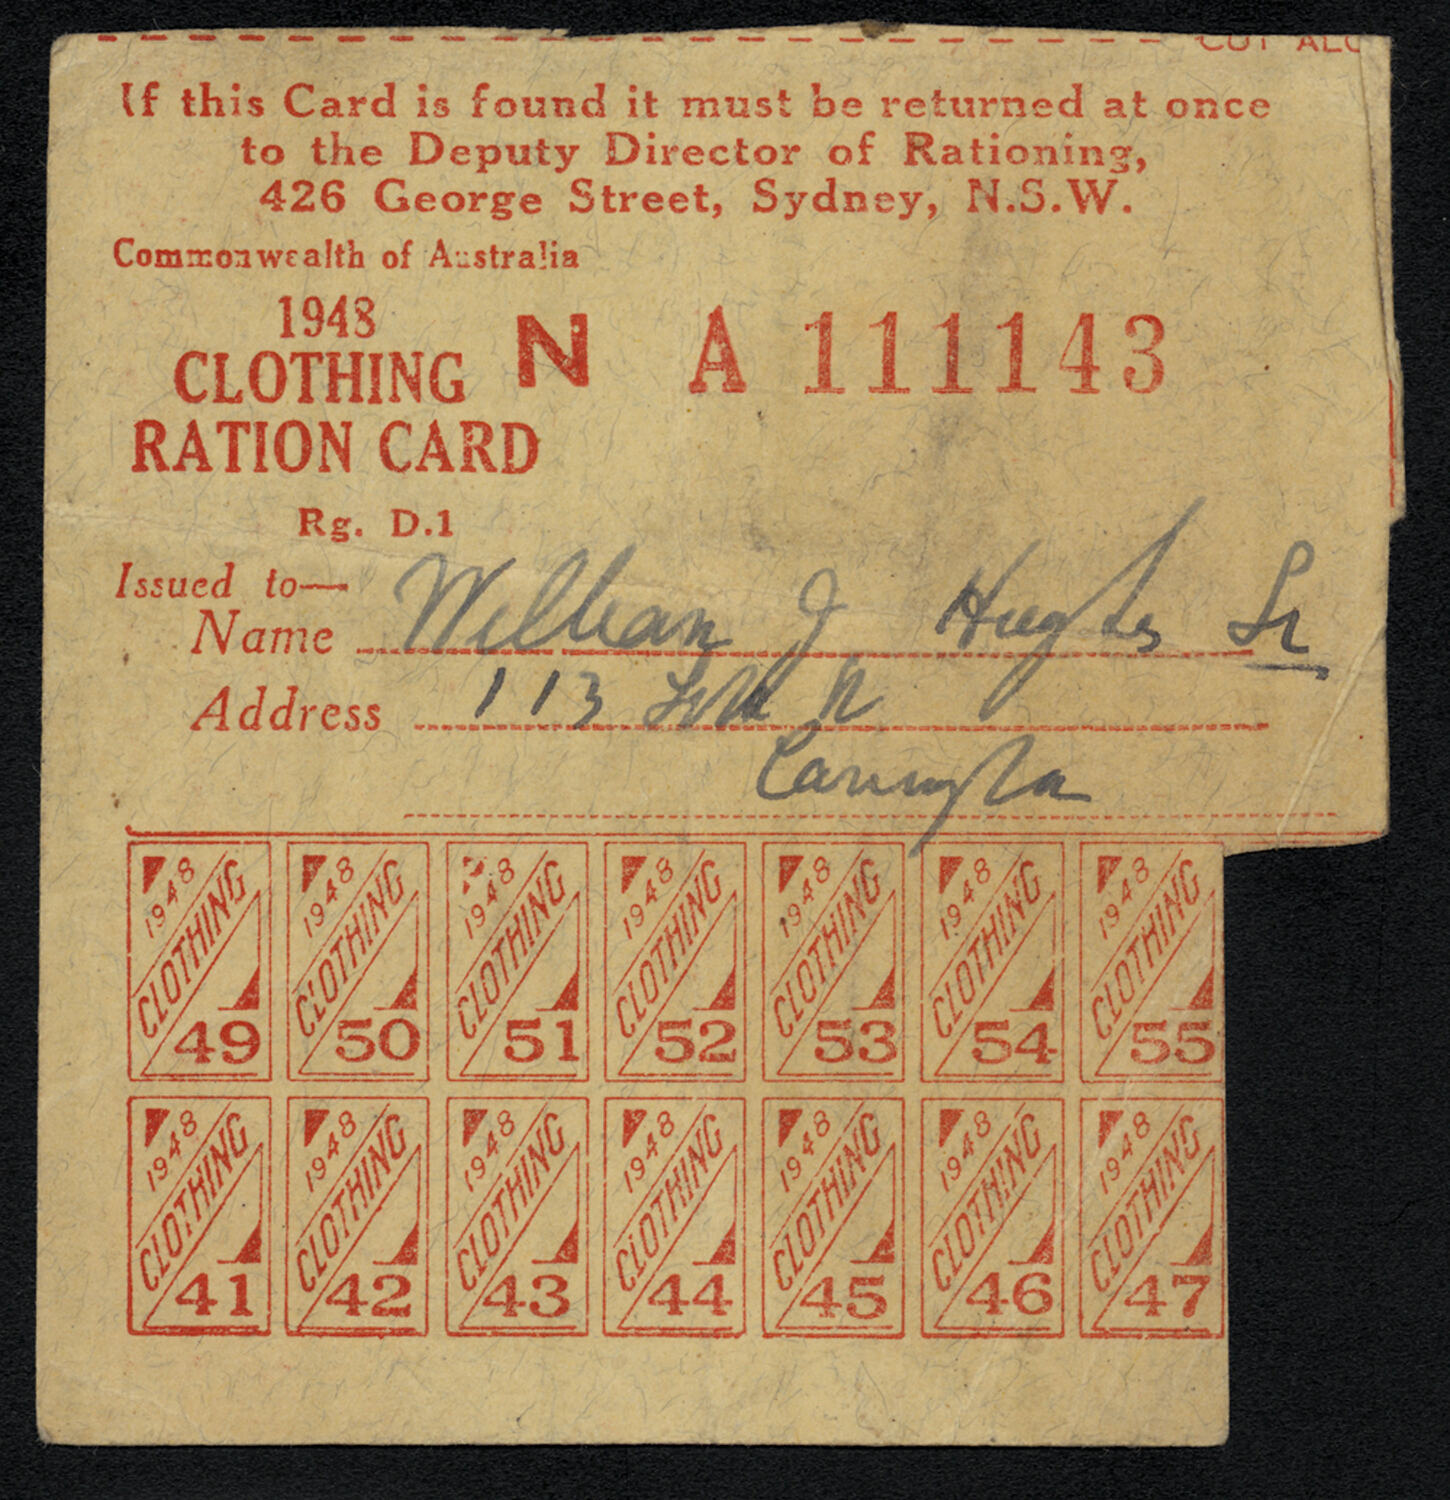 CUT ALO
If this Card is found it must be returned at once
to the Deputy Director of Rationing,
426 George Street, Sydney, N.S.W.
Commonwealth of Australia
1948
CLOTHING
RATION CARD
N A 111143
Rg. D.1
Issued to—
Name William J Hughes Sr
Address 113
Carrington
1948 CLOTHING 49
1948 CLOTHING 50
1948 CLOTHING 51
1948 CLOTHING 52
1948 CLOTHING 53
1948 CLOTHING 54
1948 CLOTHING 55
1948 CLOTHING 41
1948 CLOTHING 42
1948 CLOTHING 43
1948 CLOTHING 44
1948 CLOTHING 45
1948 CLOTHING 46
1948 CLOTHING 47